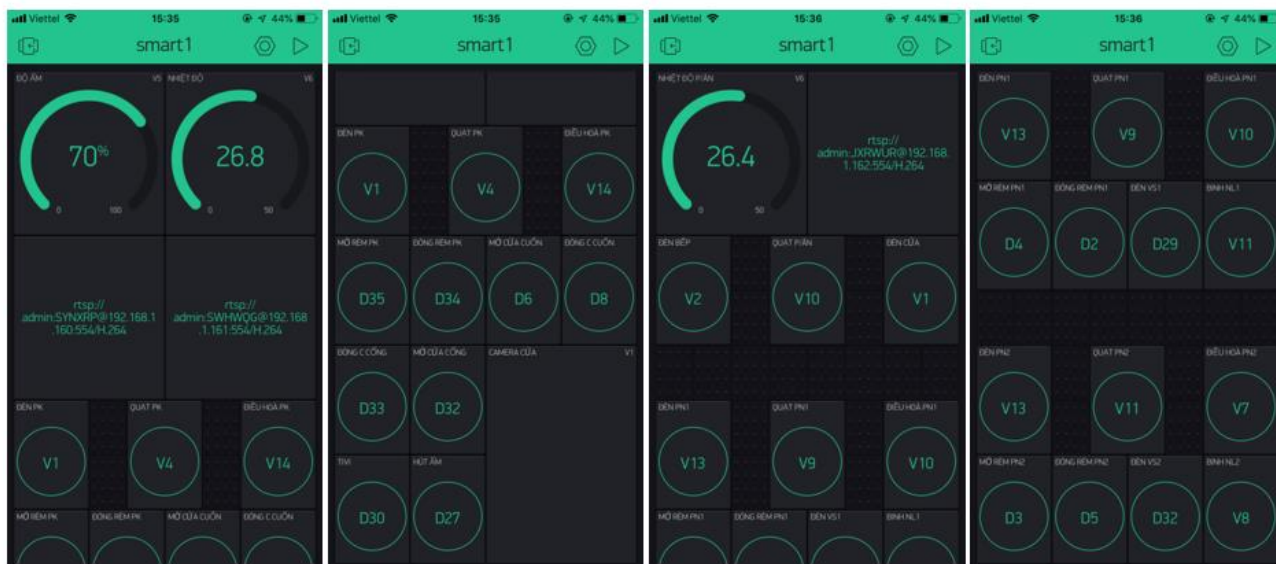 Viettel 15:35 44%
smart1
ĐỘ ẨM V5 NHIỆT ĐỘ V6
70% 26.8
0 100 0 50
rtsp://
admin:SYNXRP@192.168.1
.160:554/H.264
rtsp://
admin:SWHWQG@192.168
.1.161:554/H.264
ĐÈN PK QUẠT PK ĐIỀU HOÀ PK
V1 V4 V14
MỞ RÈM PK ĐÓNG RÈM PK MỞ CỬA CUỐN ĐÓNG C CUỐN
Viettel 15:35 44%
smart1
ĐÈN PK QUẠT PK ĐIỀU HOÀ PK
V1 V4 V14
MỞ RÈM PK ĐÓNG RÈM PK MỞ CỬA CUỐN ĐÓNG C CUỐN
D35 D34 D6 D8
ĐÓNG C CỔNG MỞ CỬA CỔNG CAMERA CỬA V1
D33 D32
TIVI HÚT ẨM
D30 D27
Viettel 15:36 44%
smart1
NHIỆT ĐỘ P/ĂN V6
26.4
0 50
rtsp://
admin:JXRWUR@192.168.
1.162:554/H.264
ĐÈN BẾP QUẠT P/ĂN ĐÈN CỬA
V2 V10 V1
ĐÈN PN1 QUẠT PN1 ĐIỀU HOÀ PN1
V13 V9 V10
MỞ RÈM PN1 ĐÓNG RÈM PN1 ĐÈN VS1 BÌNH NL1
Viettel 15:36 44%
smart1
ĐÈN PN1 QUẠT PN1 ĐIỀU HOÀ PN1
V13 V9 V10
MỞ RÈM PN1 ĐÓNG RÈM PN1 ĐÈN VS1 BÌNH NL1
D4 D2 D29 V11
ĐÈN PN2 QUẠT PN2 ĐIỀU HOÀ PN2
V13 V11 V7
MỞ RÈM PN2 ĐÓNG RÈM PN2 ĐÈN VS2 BÌNH NL2
D3 D5 D32 V8